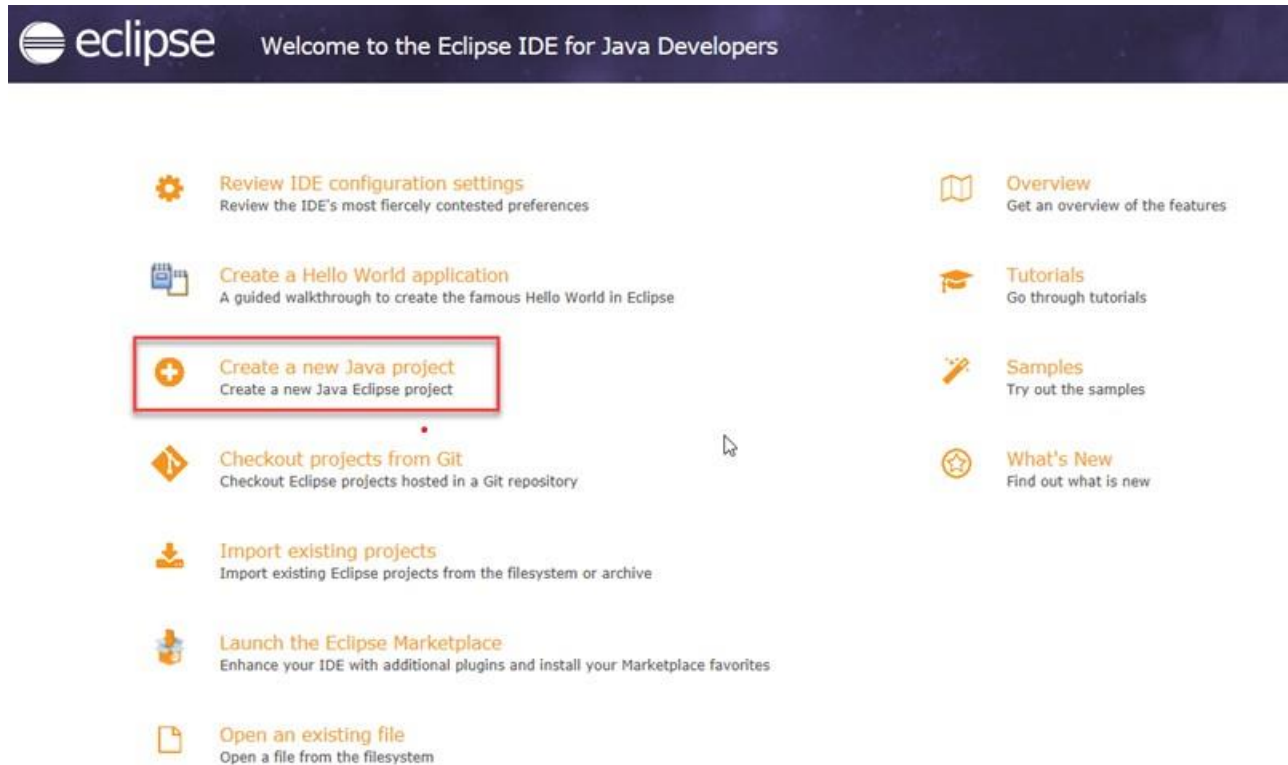 eclipse Welcome to the Eclipse IDE for Java Developers
Review IDE configuration settings
Review the IDE's most fiercely contested preferences
Create a Hello World application
A guided walkthrough to create the famous Hello World in Eclipse
Create a new Java project
Create a new Java Eclipse project
Checkout projects from Git
Checkout Eclipse projects hosted in a Git repository
Import existing projects
Import existing Eclipse projects from the filesystem or archive
Launch the Eclipse Marketplace
Enhance your IDE with additional plugins and install your Marketplace favorites
Open an existing file
Open a file from the filesystem
Overview
Get an overview of the features
Tutorials
Go through tutorials
Samples
Try out the samples
What's New
Find out what is new